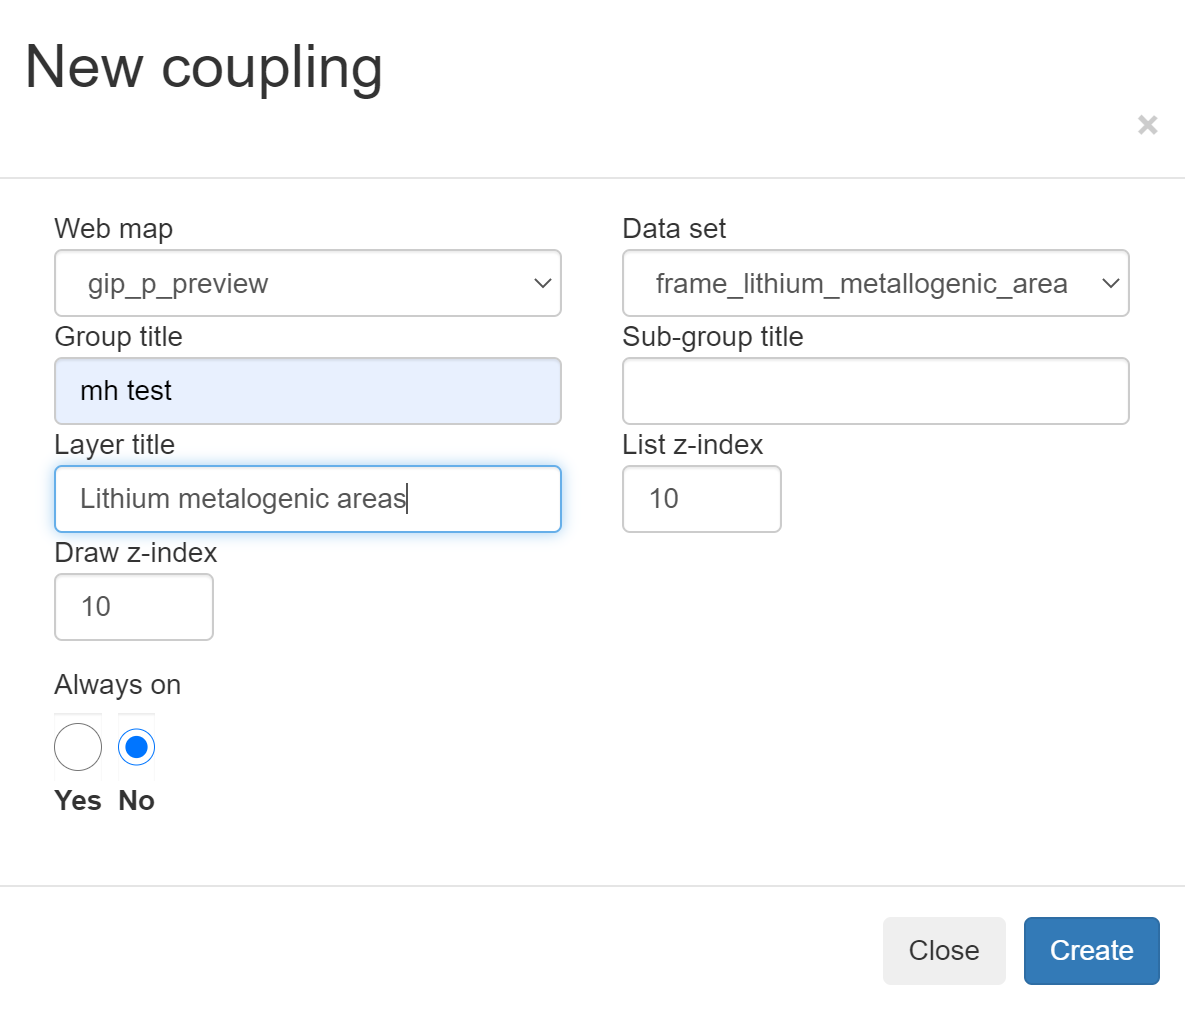 New coupling
×
Web map
Data set
gip_p_preview
frame_lithium_metallogenic_area
Group title
Sub-group title
mh test
Layer title
List z-index
Lithium metalogenic areas
10
Draw z-index
10
Always on
Yes No
Close
Create